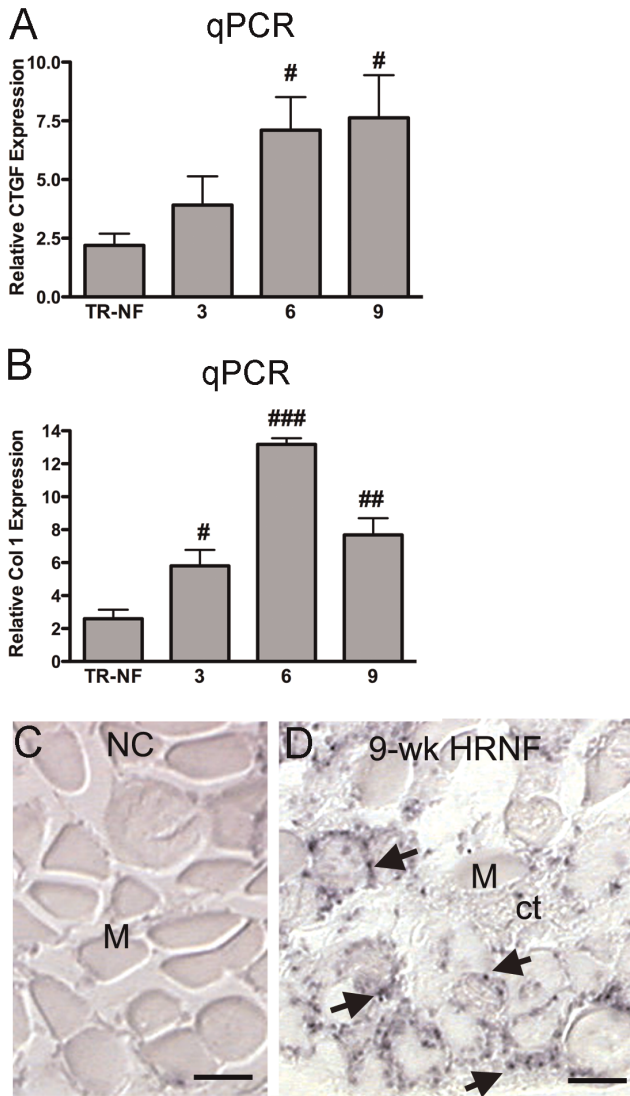 A
qPCR
Relative CTGF Expression
10.0
7.5
5.0
2.5
0.0
#
#
TR-NF 3 6 9
B
qPCR
Relative Col 1 Expression
14
12
10
8
6
4
2
0
#
###
##
TR-NF 3 6 9
C
NC
M
D
9-wk HRNF
M
ct